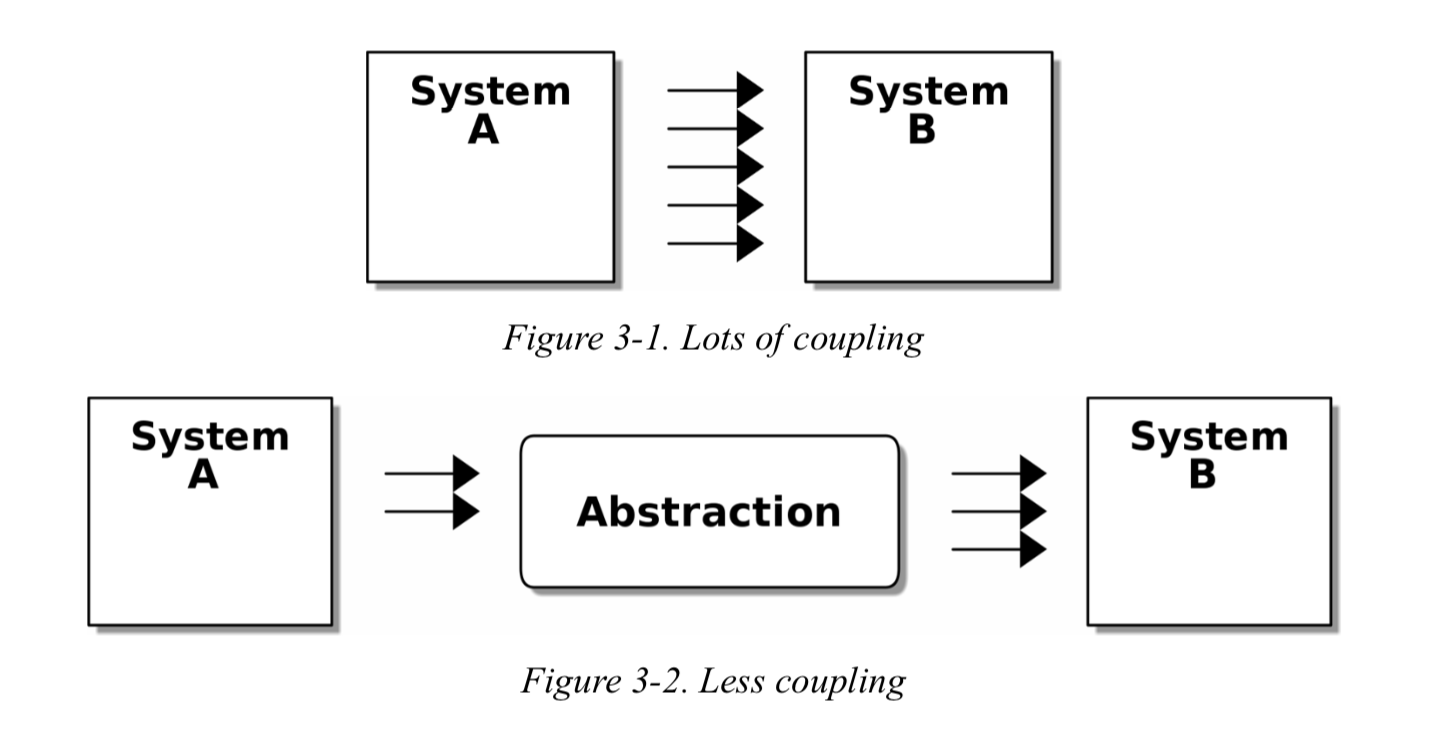 System
A
System
B
Figure 3-1. Lots of coupling
System
A
Abstraction
System
B
Figure 3-2. Less coupling